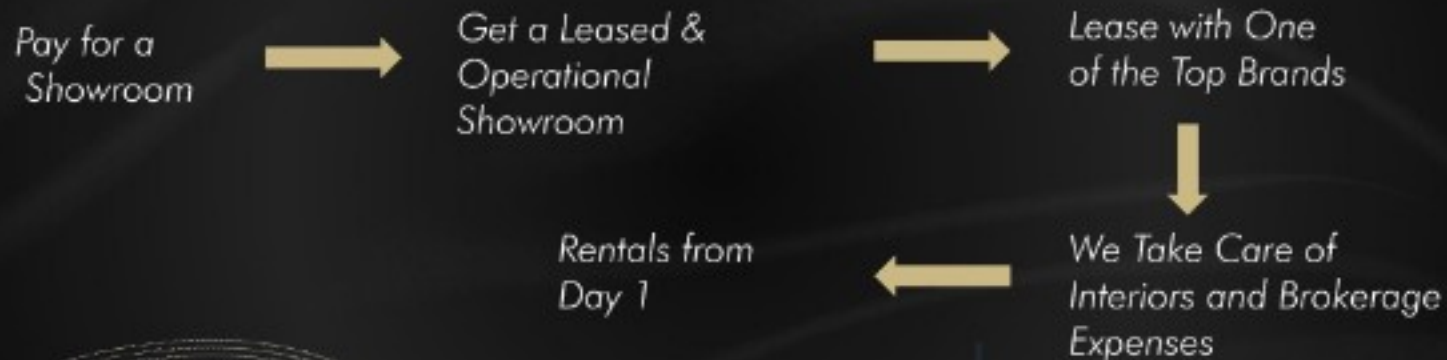 Pay for a
Showroom
Get a Leased &
Operational
Showroom
Lease with One
of the Top Brands
We Take Care of
Interiors and Brokerage
Expenses
Rentals from
Day 1